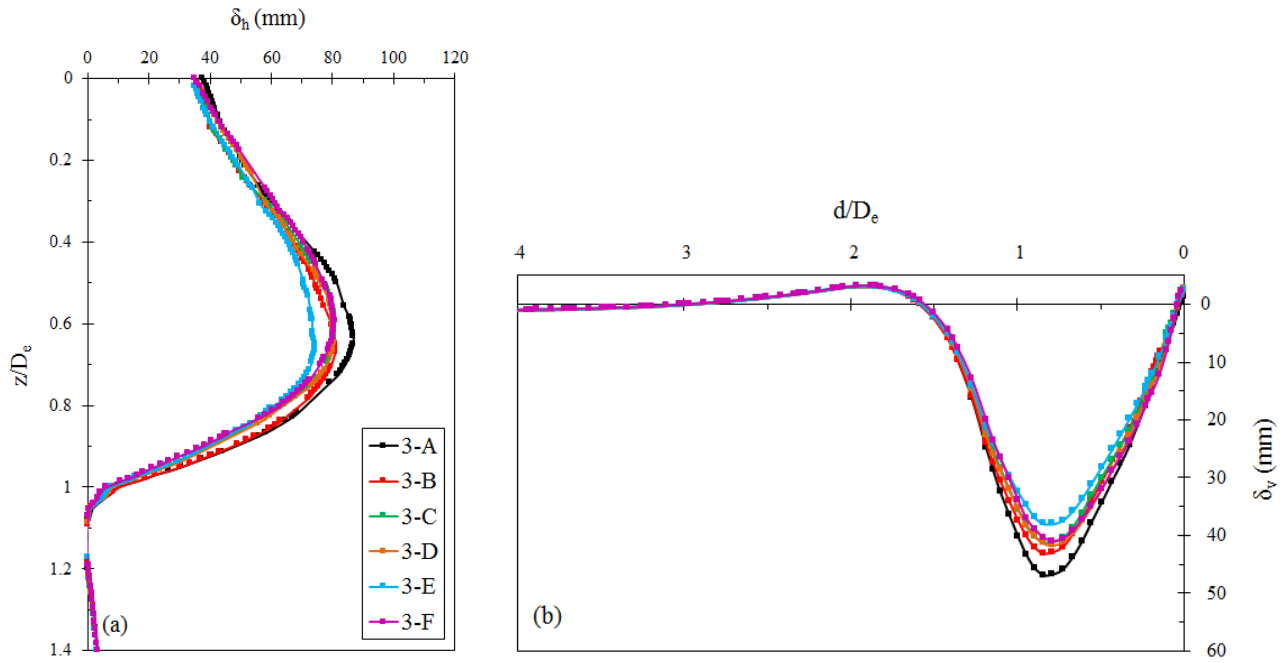 δh (mm)
0 20 40 60 80 100 120
0
0.2
0.4
0.6
0.8
1
1.2
1.4
z/De
3-A
3-B
3-C
3-D
3-E
3-F
(a)
d/De
4 3 2 1 0
0
10
20
30
40
50
60
δv (mm)
(b)